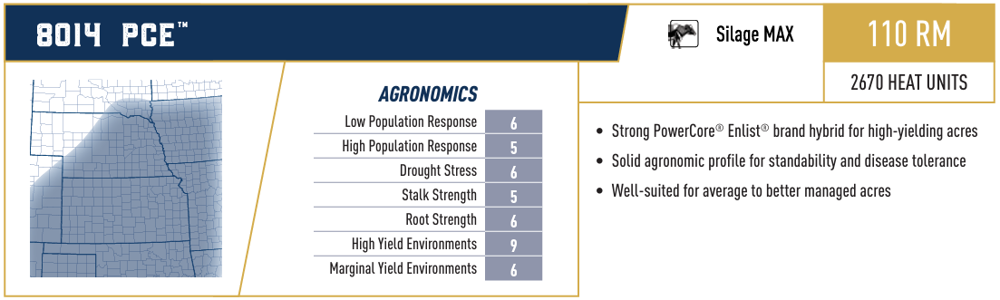 8014 PCE™
Silage MAX
110 RM
2670 HEAT UNITS
AGRONOMICS
Low Population Response 6
High Population Response 5
Drought Stress 6
Stalk Strength 5
Root Strength 6
High Yield Environments 9
Marginal Yield Environments 6
• Strong PowerCore® Enlist® brand hybrid for high-yielding acres
• Solid agronomic profile for standability and disease tolerance
• Well-suited for average to better managed acres